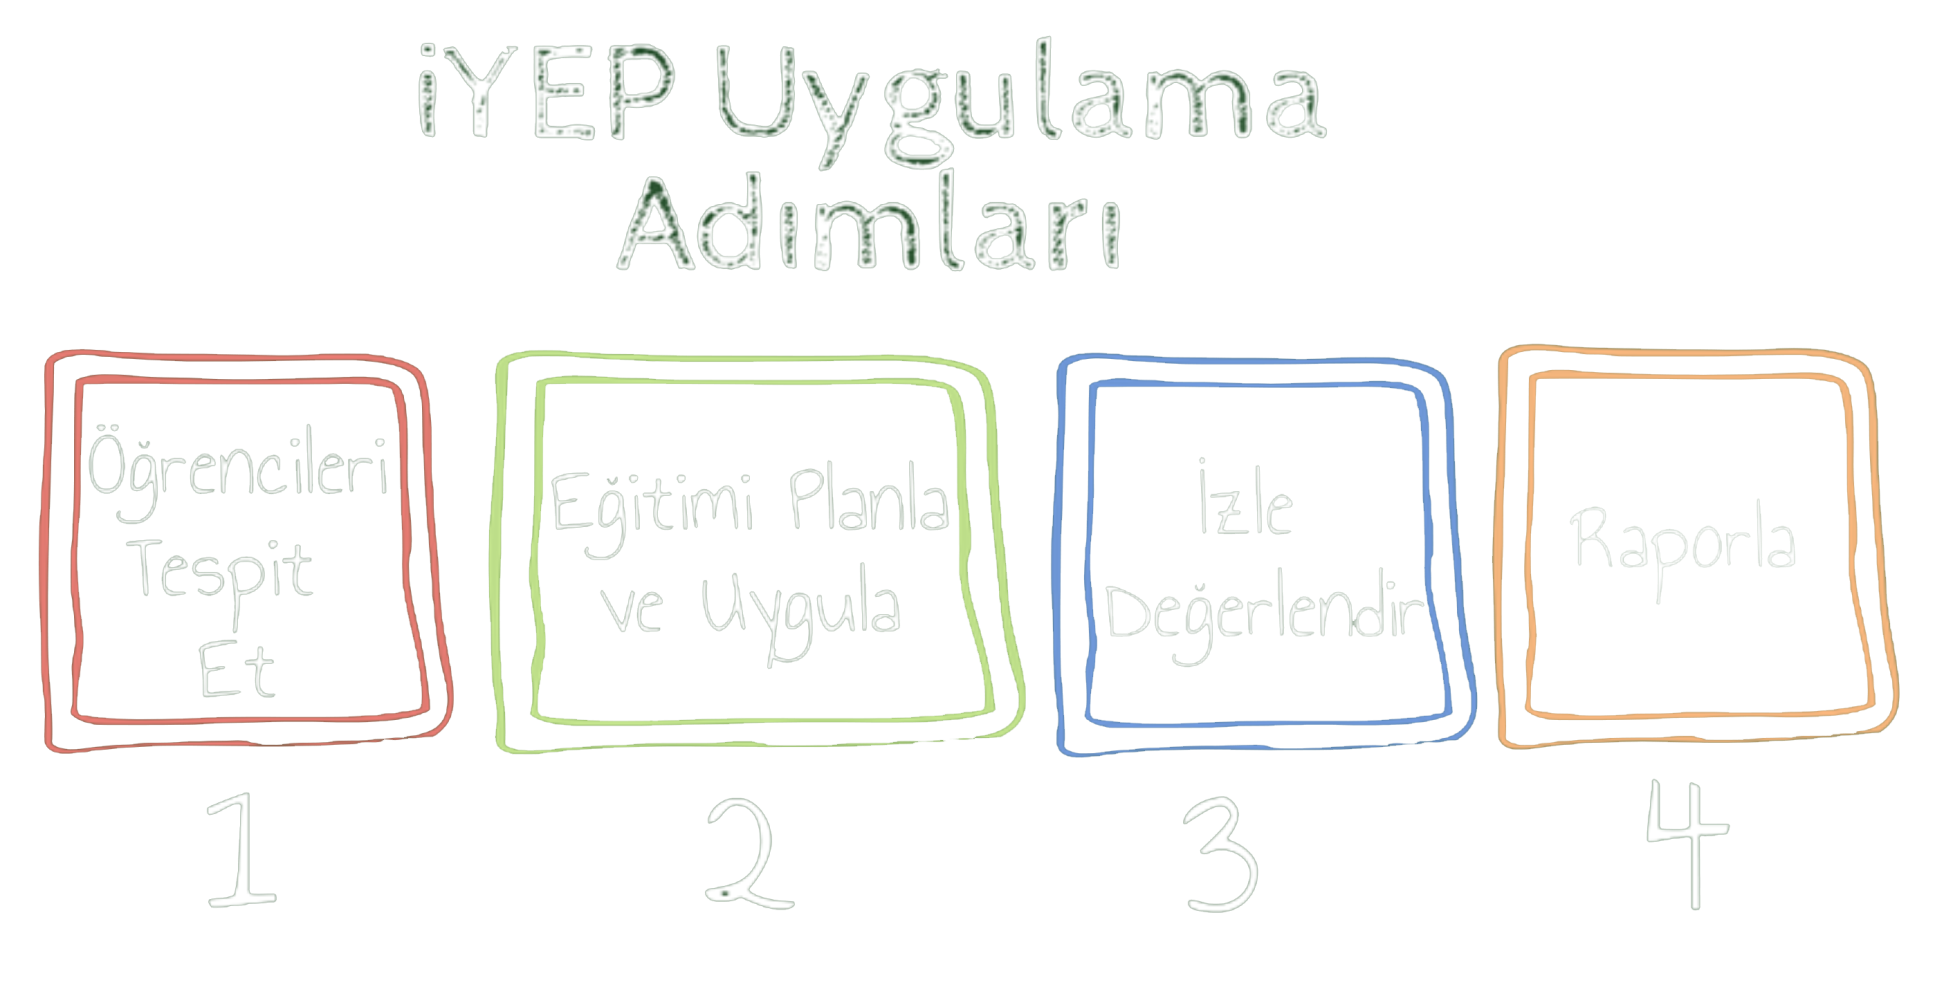 iYEP Uygulama
Adımları
Öğrencileri
Tespit
Et
1
Eğitimi Planla
ve Uygula
2
İzle
Değerlendir
3
Raporla
4